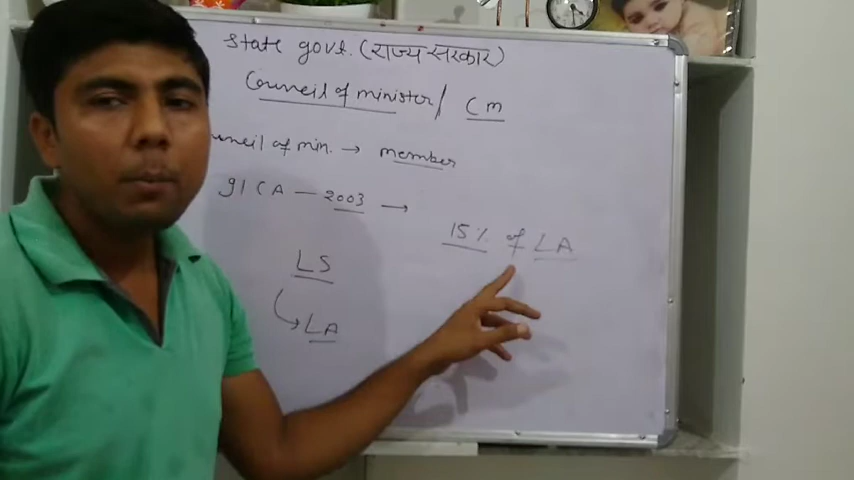 State govt. (राज्य-सरकार)
Council of minister/ CM
uncil of min. → member
91 CA — 2003 →
15% of LA
LS
LA